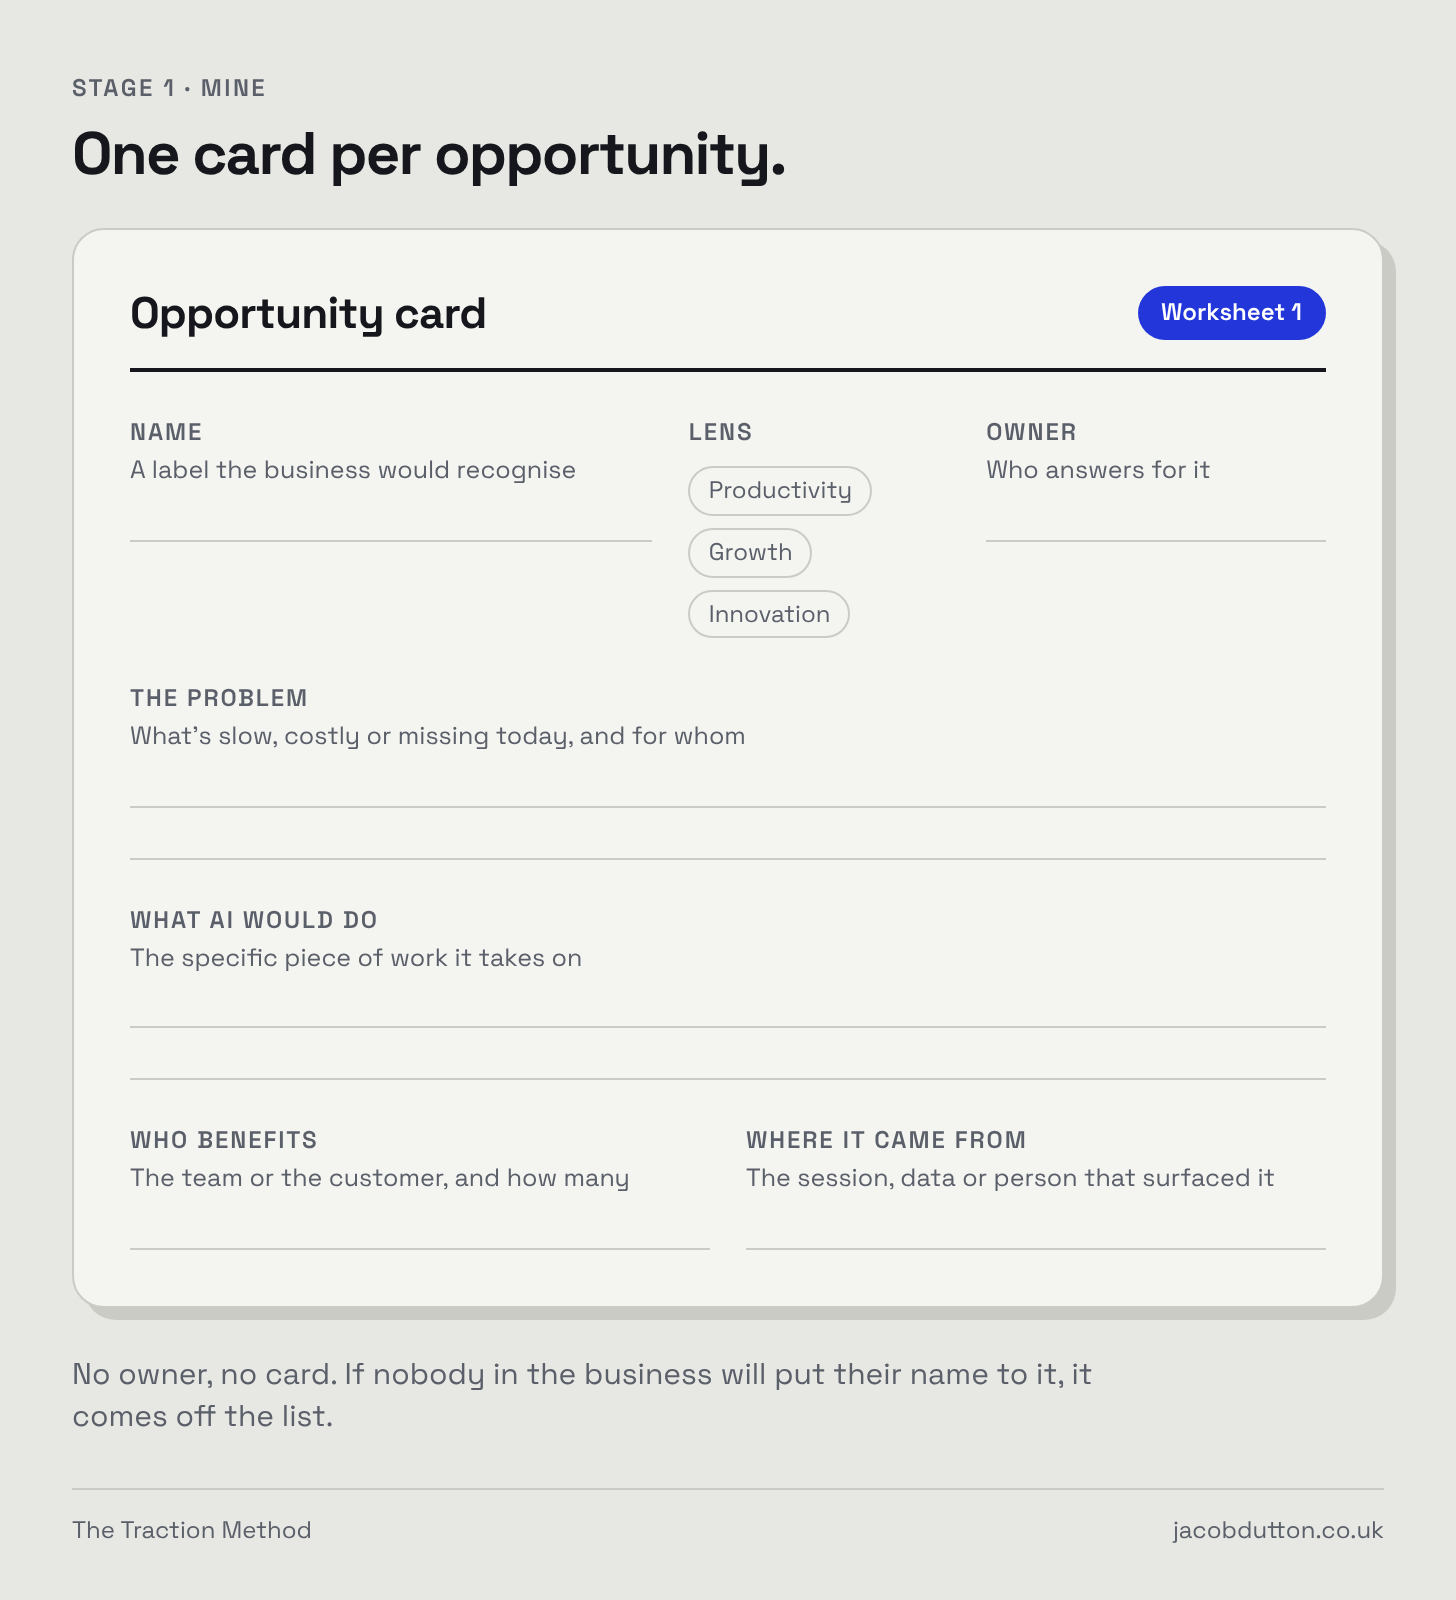 STAGE 1 · MINE
One card per opportunity.
Opportunity card
Worksheet 1
NAME
A label the business would recognise
LENS
Productivity
Growth
Innovation
OWNER
Who answers for it
THE PROBLEM
What’s slow, costly or missing today, and for whom
WHAT AI WOULD DO
The specific piece of work it takes on
WHO BENEFITS
The team or the customer, and how many
WHERE IT CAME FROM
The session, data or person that surfaced it
No owner, no card. If nobody in the business will put their name to it, it
comes off the list.
The Traction Method
jacobdutton.co.uk